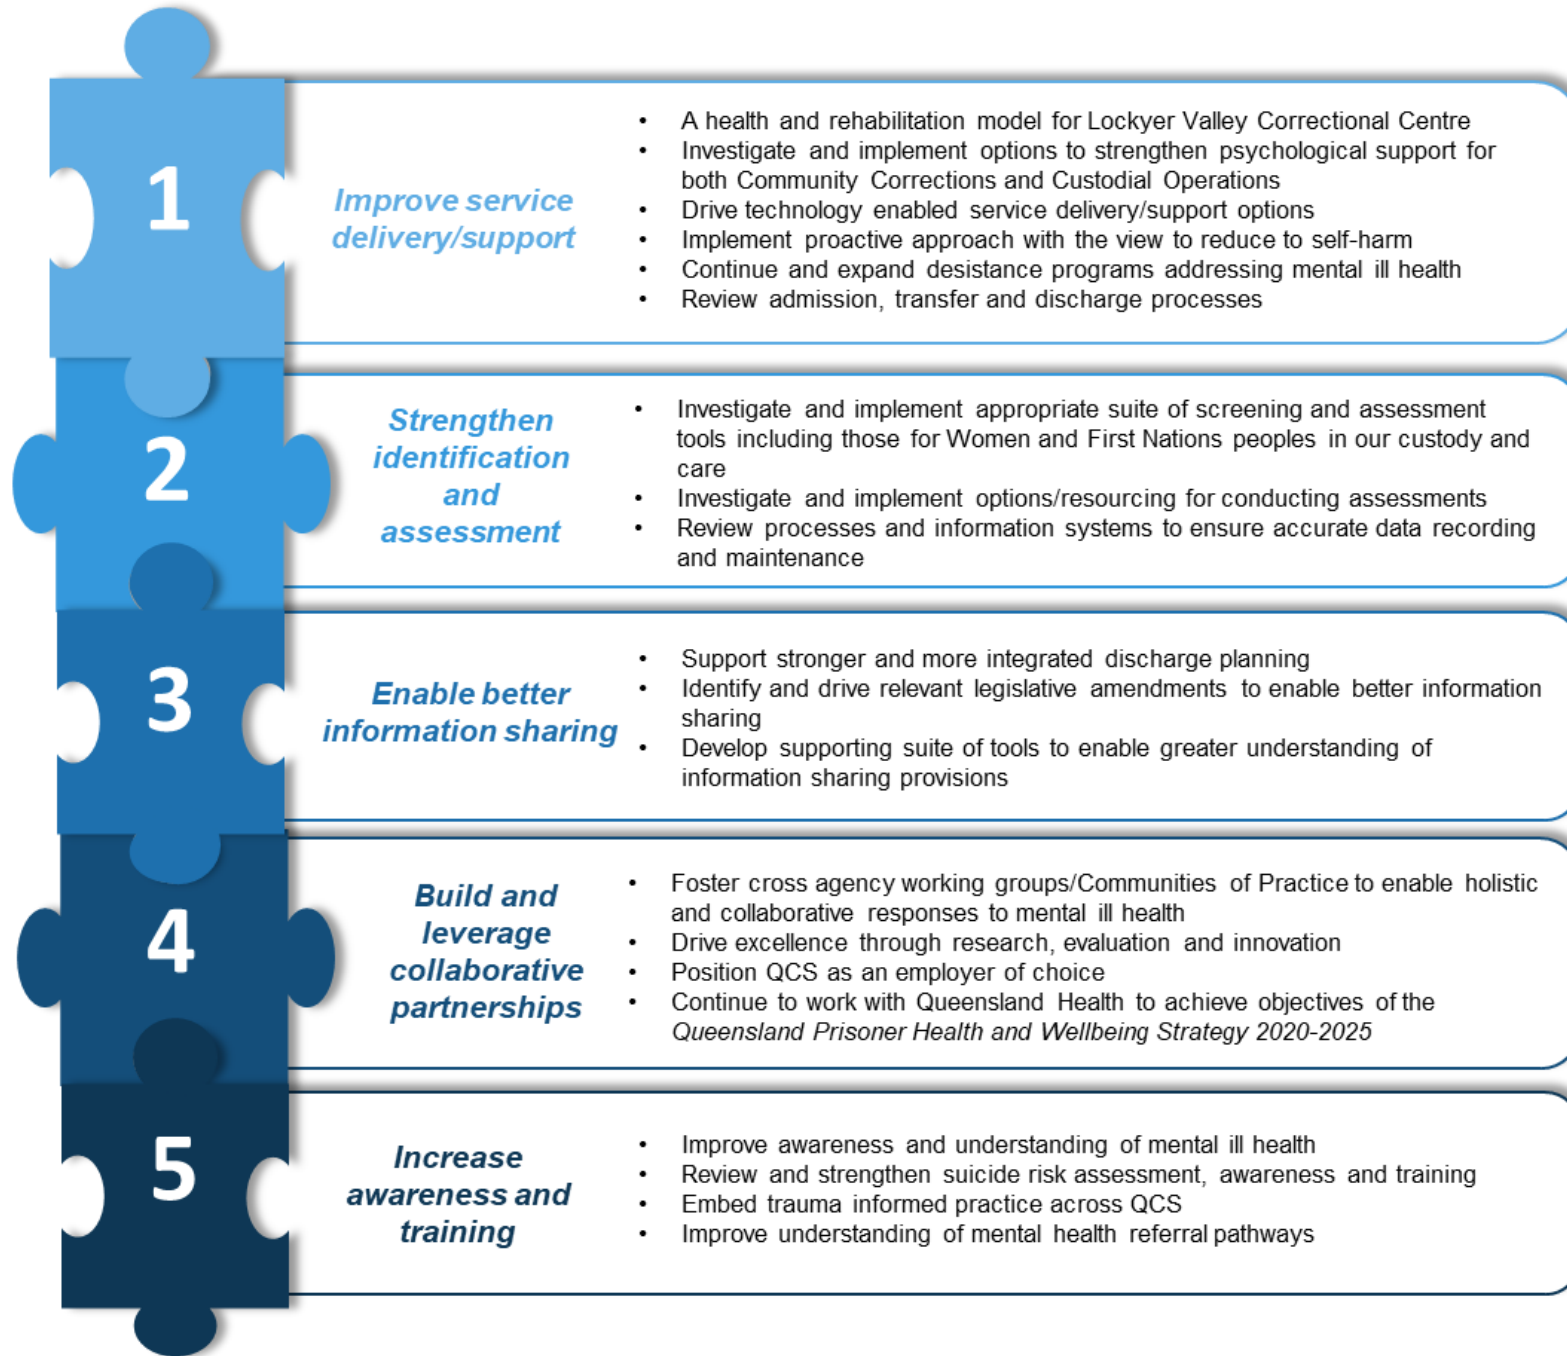 1
Improve service
delivery/support
• A health and rehabilitation model for Lockyer Valley Correctional Centre
• Investigate and implement options to strengthen psychological support for
both Community Corrections and Custodial Operations
• Drive technology enabled service delivery/support options
• Implement proactive approach with the view to reduce to self-harm
• Continue and expand desistance programs addressing mental ill health
• Review admission, transfer and discharge processes
2
Strengthen
identification
and
assessment
• Investigate and implement appropriate suite of screening and assessment
tools including those for Women and First Nations peoples in our custody and
care
• Investigate and implement options/resourcing for conducting assessments
• Review processes and information systems to ensure accurate data recording
and maintenance
3
Enable better
information sharing
• Support stronger and more integrated discharge planning
• Identify and drive relevant legislative amendments to enable better information
sharing
• Develop supporting suite of tools to enable greater understanding of
information sharing provisions
4
Build and
leverage
collaborative
partnerships
• Foster cross agency working groups/Communities of Practice to enable holistic
and collaborative responses to mental ill health
• Drive excellence through research, evaluation and innovation
• Position QCS as an employer of choice
• Continue to work with Queensland Health to achieve objectives of the
Queensland Prisoner Health and Wellbeing Strategy 2020-2025
5
Increase
awareness and
training
• Improve awareness and understanding of mental ill health
• Review and strengthen suicide risk assessment, awareness and training
• Embed trauma informed practice across QCS
• Improve understanding of mental health referral pathways